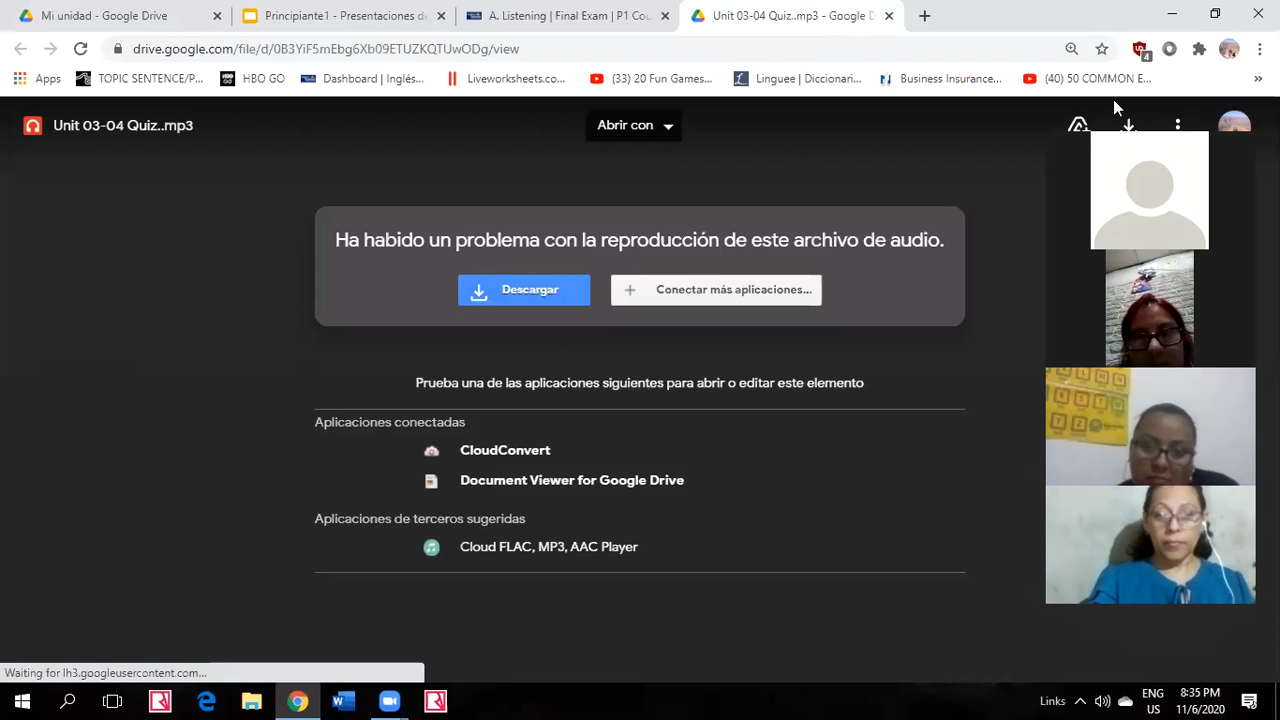 Mi unidad - Google Drive
Principiante1 - Presentaciones de
A. Listening | Final Exam | P1 Cou
Unit 03-04 Quiz..mp3 - Google D
drive.google.com/file/d/0B3YiF5mEbg6Xb09ETUZKQTUwODg/view
4
Apps
TOPIC SENTENCE/P...
HBO GO
Dashboard | Inglés...
Liveworksheets.co...
(33) 20 Fun Games...
Linguee | Diccionari...
Business Insurance...
(40) 50 COMMON E...
»
Unit 03-04 Quiz..mp3
Abrir con
Ha habido un problema con la reproducción de este archivo de audio.
Descargar
Conectar más aplicaciones...
Prueba una de las aplicaciones siguientes para abrir o editar este elemento
Aplicaciones conectadas
CloudConvert
Document Viewer for Google Drive
Aplicaciones de terceros sugeridas
Cloud FLAC, MP3, AAC Player
Waiting for lh3.googleusercontent.com...
Links
ENG
US
8:35 PM
11/6/2020